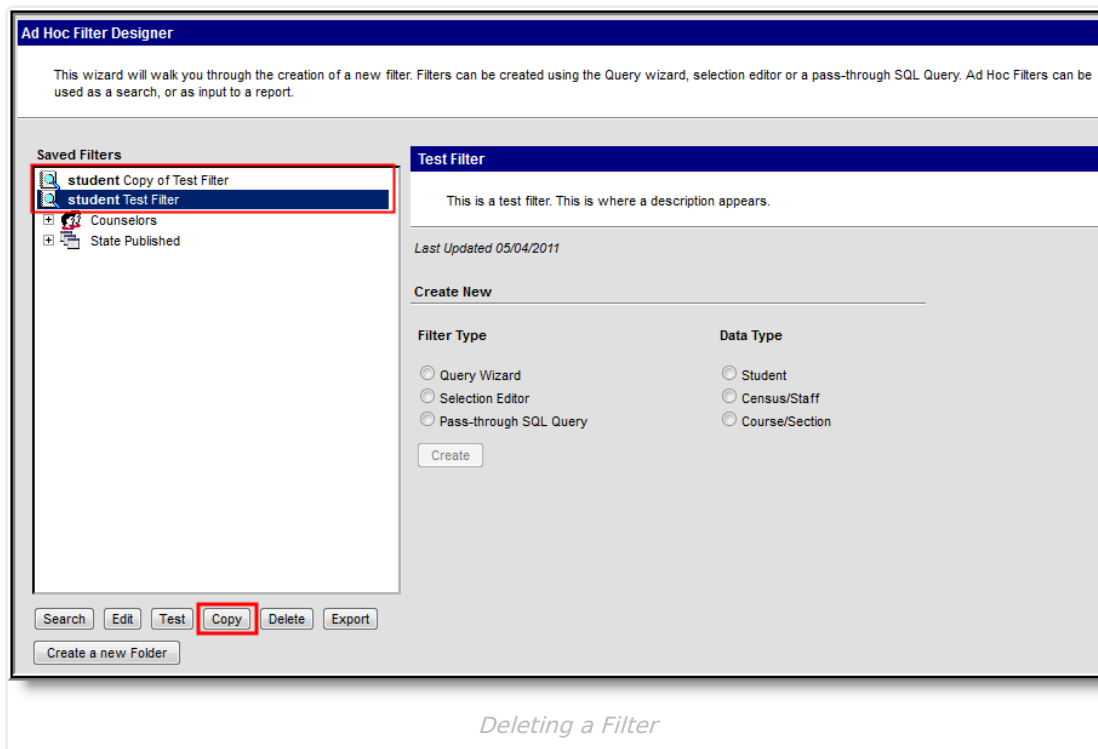 Ad Hoc Filter Designer
This wizard will walk you through the creation of a new filter. Filters can be created using the Query wizard, selection editor or a pass-through SQL Query. Ad Hoc Filters can be
used as a search, or as input to a report.
Saved Filters
student Copy of Test Filter
student Test Filter
Counselors
State Published
Test Filter
This is a test filter. This is where a description appears.
Last Updated 05/04/2011
Create New
Filter Type
Data Type
Query Wizard
Student
Selection Editor
Census/Staff
Pass-through SQL Query
Course/Section
Create
Search Edit Test Copy Delete Export
Create a new Folder
Deleting a Filter